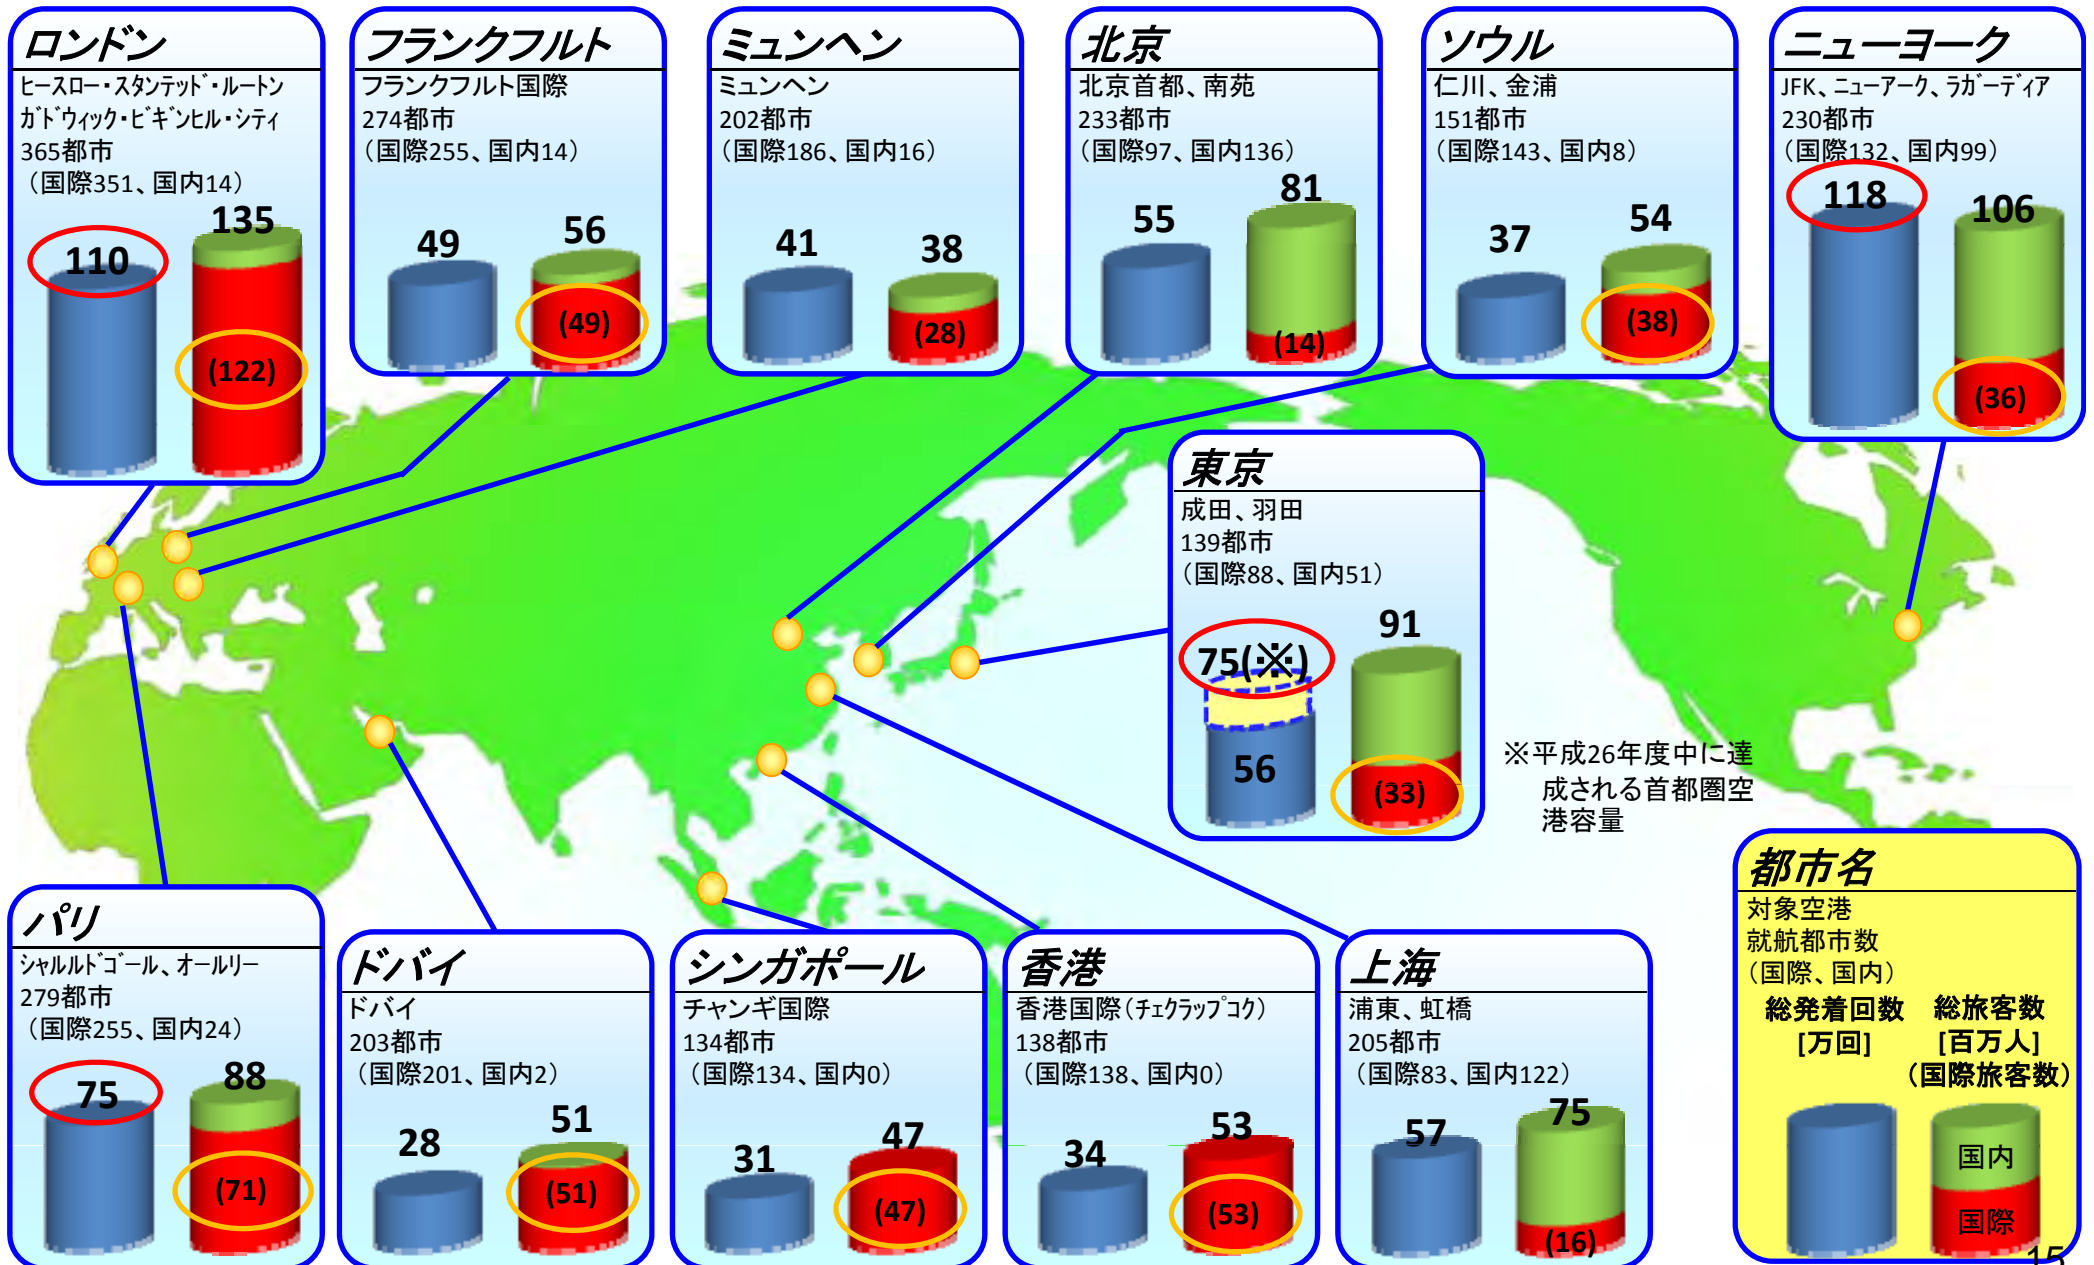 ロンドン
ﾋｰｽﾛｰ・ｽﾀﾝﾃｯﾄﾞ・ﾙｰﾄﾝ
ｶﾞﾄﾞｳｨｯｸ・ﾋﾞｷﾞﾝﾋﾙ・ｼﾃｨ
365都市
（国際351、国内14）
110
135
(122)
フランクフルト
フランクフルト国際
274都市
（国際255、国内14）
49
56
(49)
ミュンヘン
ミュンヘン
202都市
（国際186、国内16）
41
38
(28)
北京
北京首都、南苑
233都市
（国際97、国内136）
55
81
(14)
ソウル
仁川、金浦
151都市
（国際143、国内8）
37
54
(38)
ニューヨーク
JFK、ﾆｭｰｱｰｸ、ﾗｶﾞｰﾃﾞｨｱ
230都市
（国際132、国内99）
118
106
(36)
東京
成田、羽田
139都市
（国際88、国内51）
75(※)
56
91
(33)
※平成26年度中に達
成される首都圏空
港容量
パリ
ｼｬﾙﾙﾄﾞｺﾞｰﾙ、ｵｰﾙﾘｰ
279都市
（国際255、国内24）
75
88
(71)
ドバイ
ドバイ
203都市
（国際201、国内2）
28
51
(51)
シンガポール
チャンギ国際
134都市
（国際134、国内0）
31
47
(47)
香港
香港国際（ﾁｪｸﾗｯﾌﾟｺｸ）
138都市
（国際138、国内0）
34
53
(53)
上海
浦東、虹橋
205都市
（国際83、国内122）
57
75
(16)
都市名
対象空港
就航都市数
（国際、国内）
総発着回数 総旅客数
[万回] [百万人]
（国際旅客数）
国内
国際
15